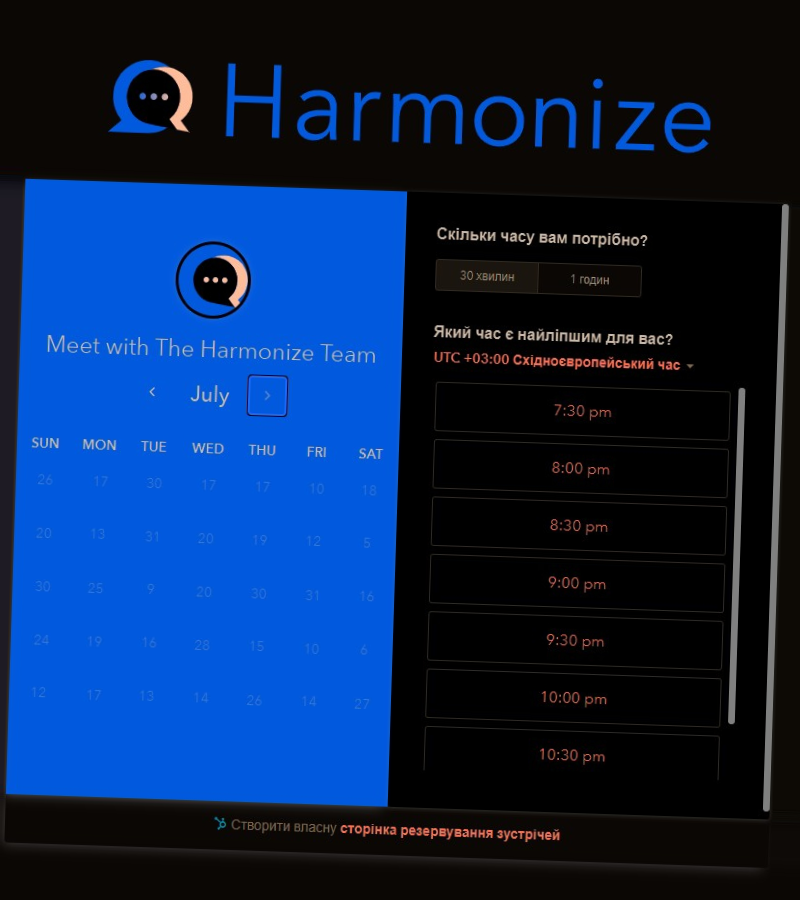 Harmonize
Meet with The Harmonize Team
July
SUN MON TUE WED THU FRI SAT
26 17 30 17 17 10 18
20 13 31 20 19 12 5
30 25 9 20 30 31 16
24 19 16 28 15 10 6
12 17 13 14 26 14 27
Скільки часу вам потрібно?
30 хвилин 1 годин
Який час є найліпшим для вас?
UTC +03:00 Східноєвропейський час
7:30 pm
8:00 pm
8:30 pm
9:00 pm
9:30 pm
10:00 pm
10:30 pm
Створити власну сторінка резервування зустрічей